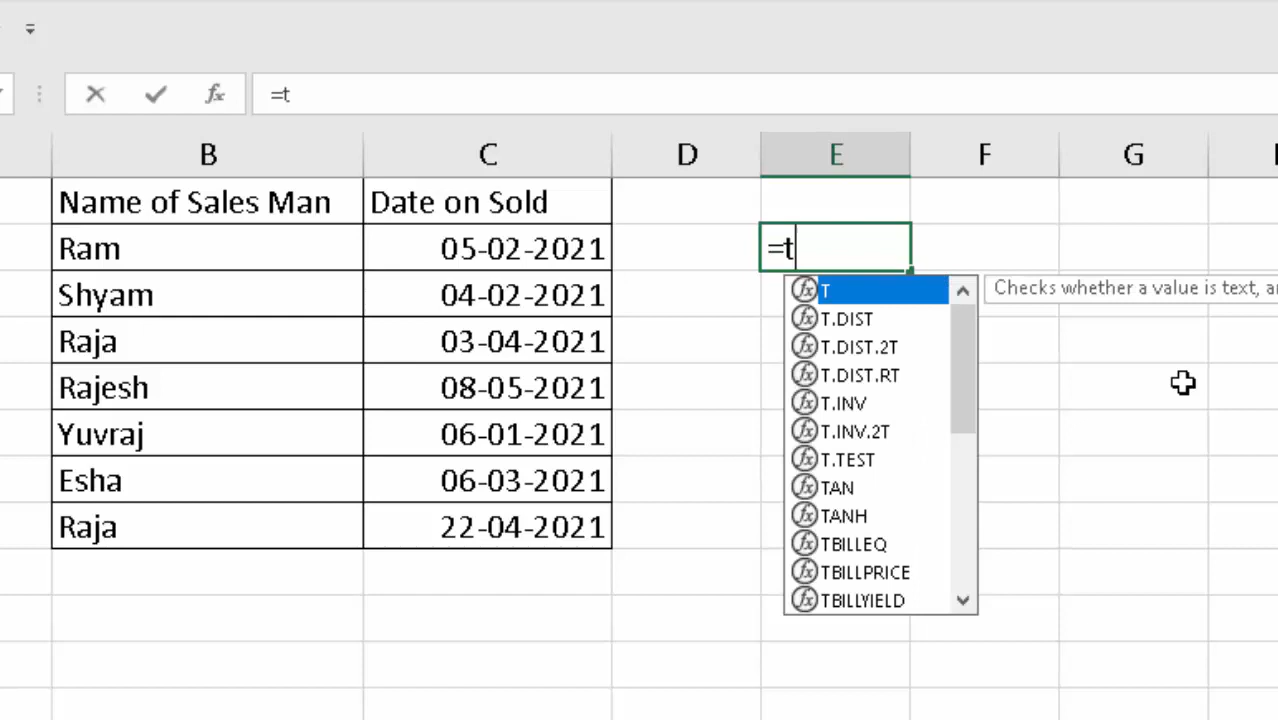 =t
B C D E F G
Name of Sales Man Date on Sold
Ram 05-02-2021 =t
Shyam 04-02-2021 T Checks whether a value is text, an
T.DIST
Raja 03-04-2021 T.DIST.2T
Rajesh 08-05-2021 T.DIST.RT
T.INV
Yuvraj 06-01-2021 T.INV.2T
T.TEST
Esha 06-03-2021 TAN
Raja 22-04-2021 TANH
TBILLEQ
TBILLPRICE
TBILLYIELD